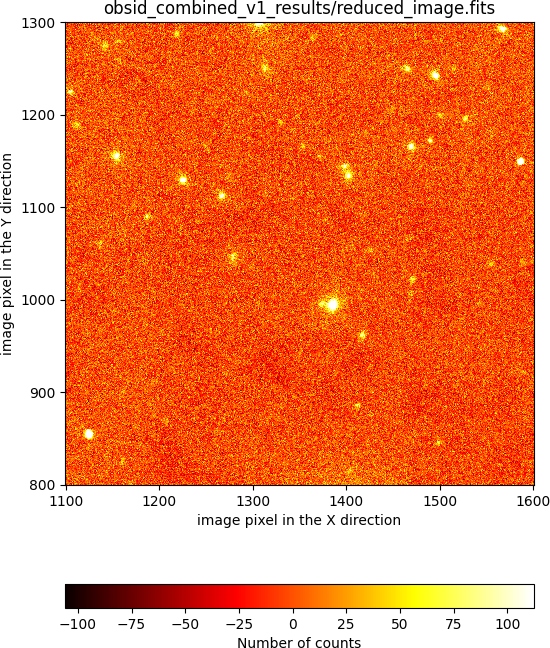 obsid_combined_v1_results/reduced_image.fits
1300
1200
1100
1000
900
800
image pixel in the Y direction
1100 1200 1300 1400 1500 1600
image pixel in the X direction
−100 −75 −50 −25 0 25 50 75 100
Number of counts